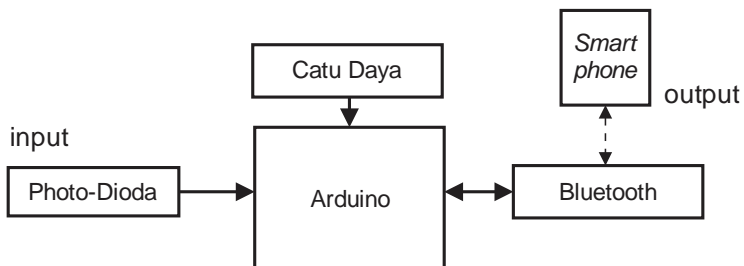 Smart
phone
Catu Daya
output
input
Photo-Dioda
Arduino
Bluetooth